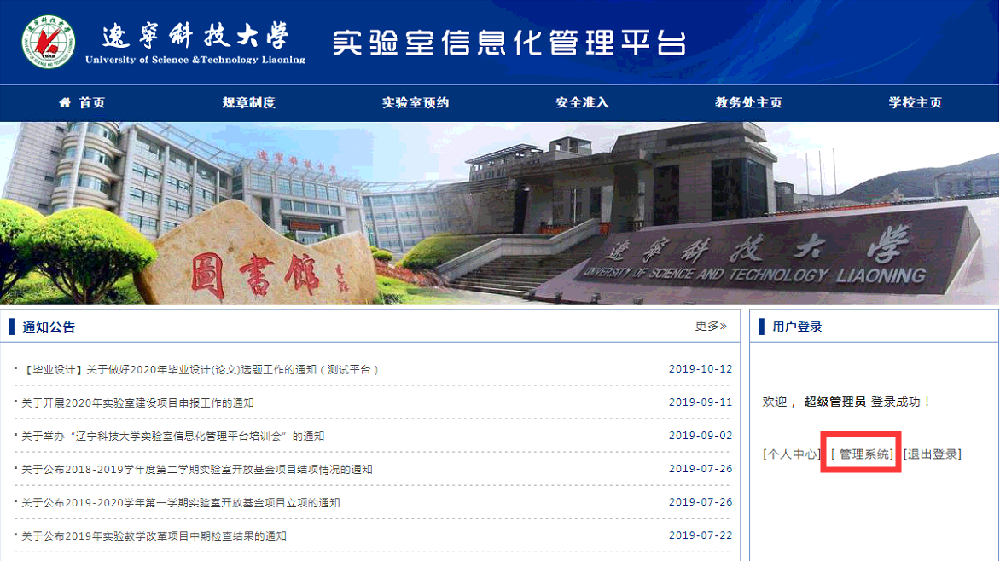 遼寧科技大學
University of Science &Technology Liaoning
实验室信息化管理平台
首页 规章制度 实验室预约 安全准入 教务处主页 学校主页
遼寧科技大學
圖書館
遼寧科技大學
UNIVERSITY OF SCIENCE AND TECHNOLOGY LIAONING
通知公告 更多»
【毕业设计】关于做好2020年毕业设计(论文)选题工作的通知（测试平台） 2019-10-12
关于开展2020年实验室建设项目申报工作的通知 2019-09-11
关于举办“辽宁科技大学实验室信息化管理平台培训会”的通知 2019-09-02
关于公布2018-2019学年度第二学期实验室开放基金项目结项情况的通知 2019-07-26
关于公布2019-2020学年第一学期实验室开放基金项目立项的通知 2019-07-26
关于公布2019年实验教学改革项目中期检查结果的通知 2019-07-22
用户登录
欢迎， 超级管理员 登录成功！
[个人中心] [ 管理系统] [退出登录]